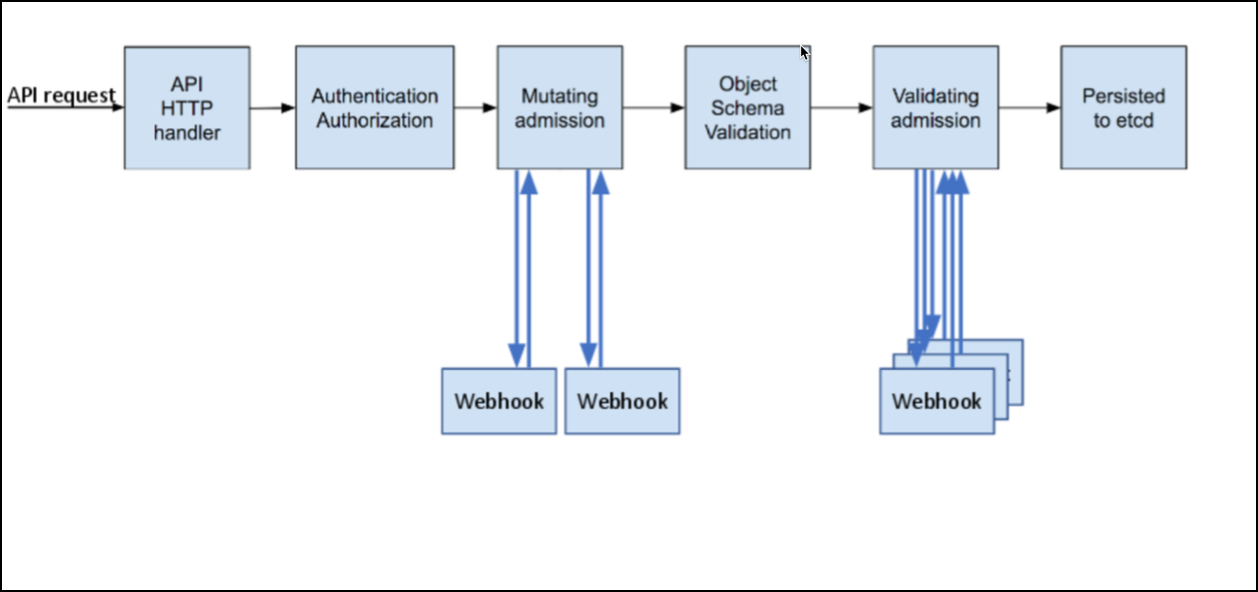 API request
API
HTTP
handler
Authentication
Authorization
Mutating
admission
Object
Schema
Validation
Validating
admission
Persisted
to etcd
Webhook
Webhook
Webhook